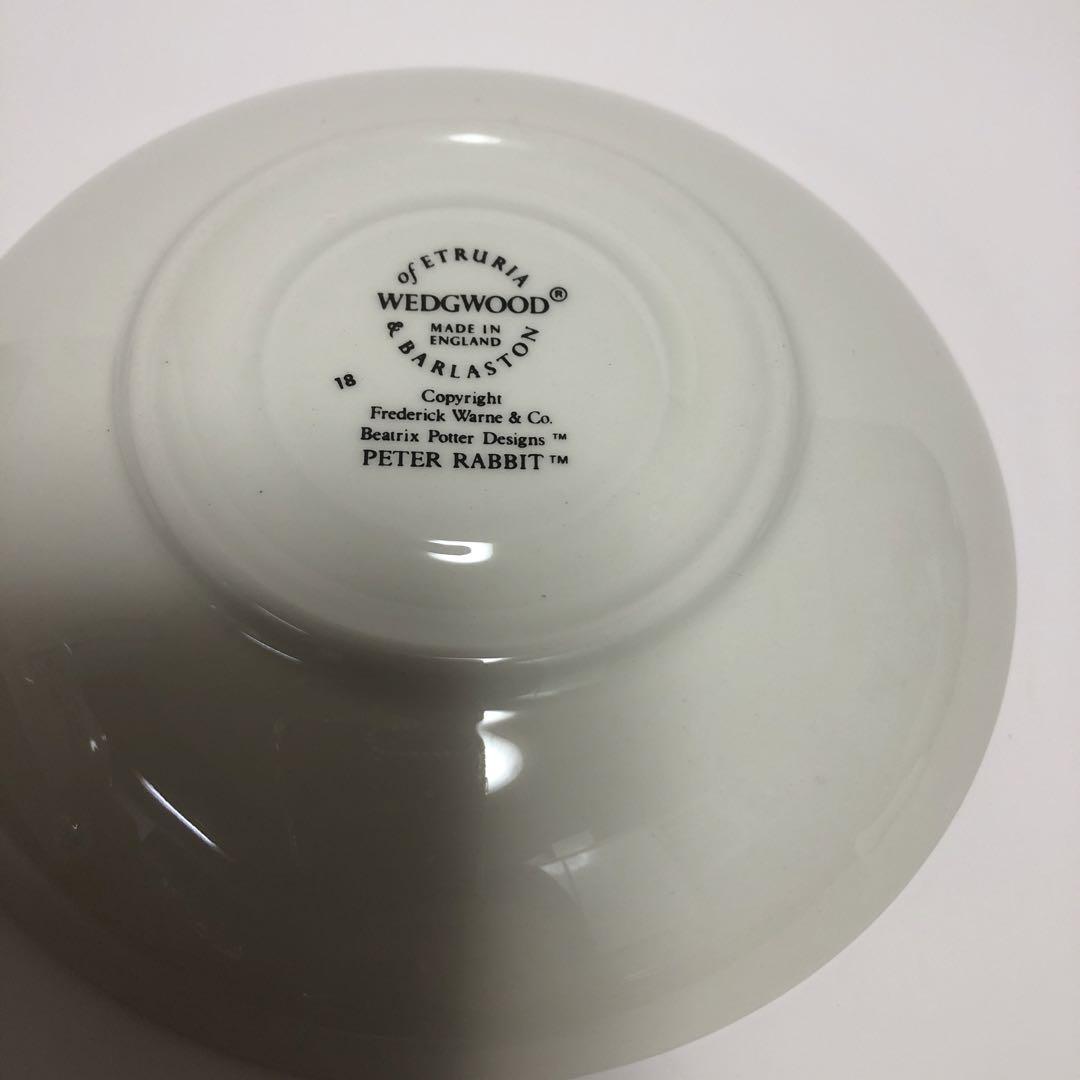 of ETRURIA
WEDGWOOD®
MADE IN
ENGLAND
& BARLASTON
18
Copyright
Frederick Warne & Co.
Beatrix Potter Designs ™
PETER RABBIT ™